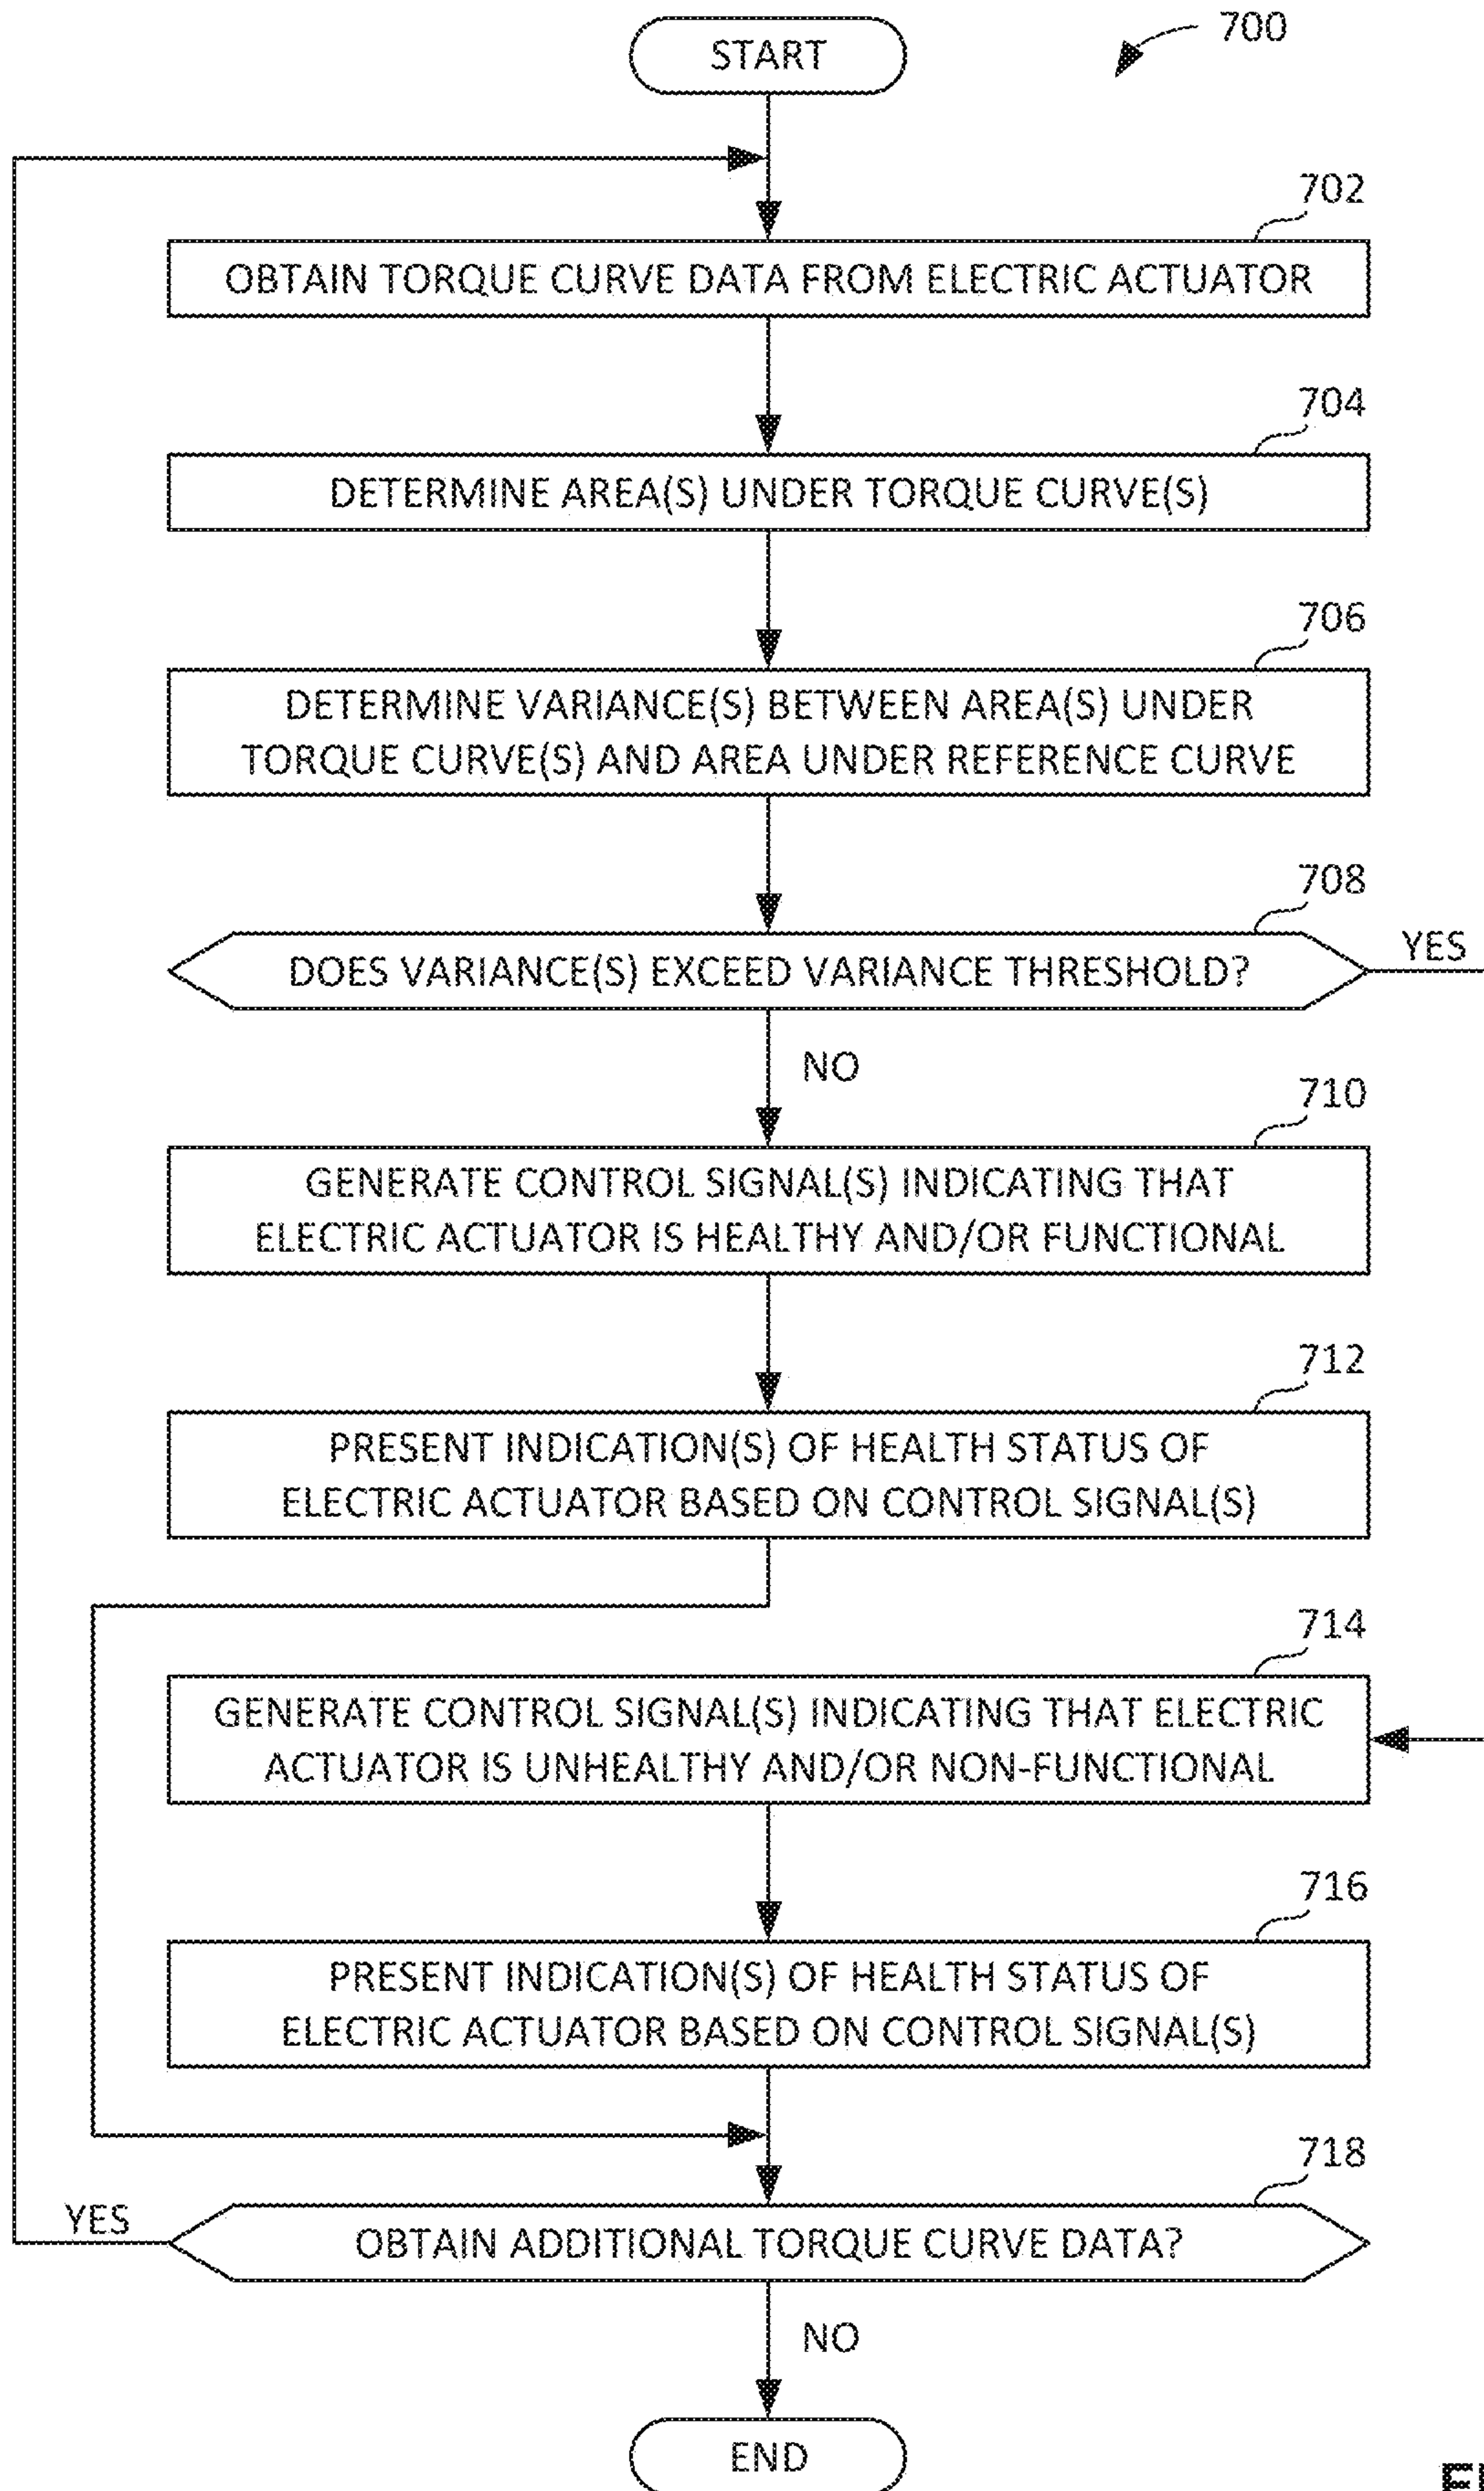 START
700
702
OBTAIN TORQUE CURVE DATA FROM ELECTRIC ACTUATOR
704
DETERMINE AREA(S) UNDER TORQUE CURVE(S)
706
DETERMINE VARIANCE(S) BETWEEN AREA(S) UNDER
TORQUE CURVE(S) AND AREA UNDER REFERENCE CURVE
708
DOES VARIANCE(S) EXCEED VARIANCE THRESHOLD?
YES
NO
710
GENERATE CONTROL SIGNAL(S) INDICATING THAT
ELECTRIC ACTUATOR IS HEALTHY AND/OR FUNCTIONAL
712
PRESENT INDICATION(S) OF HEALTH STATUS OF
ELECTRIC ACTUATOR BASED ON CONTROL SIGNAL(S)
714
GENERATE CONTROL SIGNAL(S) INDICATING THAT ELECTRIC
ACTUATOR IS UNHEALTHY AND/OR NON-FUNCTIONAL
716
PRESENT INDICATION(S) OF HEALTH STATUS OF
ELECTRIC ACTUATOR BASED ON CONTROL SIGNAL(S)
718
YES
OBTAIN ADDITIONAL TORQUE CURVE DATA?
NO
END